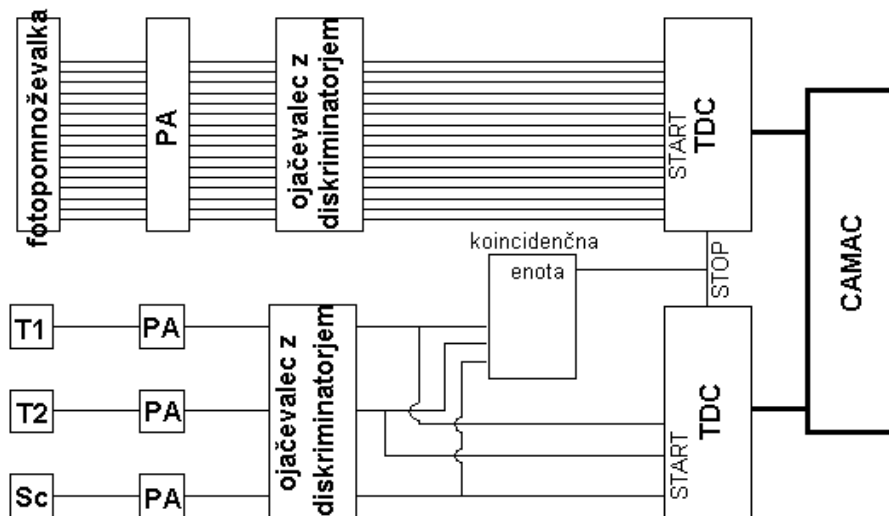 fotopomnoževalka
PA
ojačevalec z
diskriminatorjem
START
TDC
STOP
CAMAC
koincidenčna
enota
T1
PA
T2
PA
Sc
PA
ojačevalec z
diskriminatorjem
START
TDC